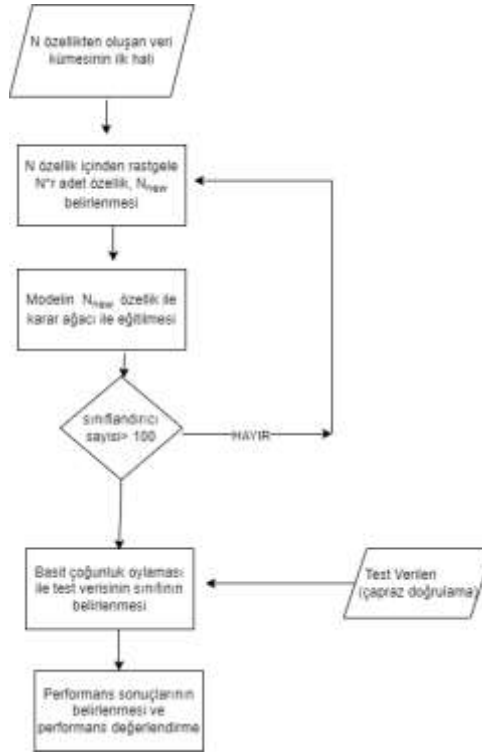 N özellikten oluşan veri
kümesinin ilk hali
N özellik içinden rastgele
N*r adet özellik, Nnew
belirlenmesi
Modelin Nnew özellik ile
karar ağacı ile eğitilmesi
sınıflandırıcı
sayisi> 100
HAYIR
Basit çoğunluk oylaması
ile test verisinin sınıfının
belirlenmesi
Test Verileri
(çapraz doğrulama)
Performans sonuçlarının
belirlenmesi ve
performans değerlendirme